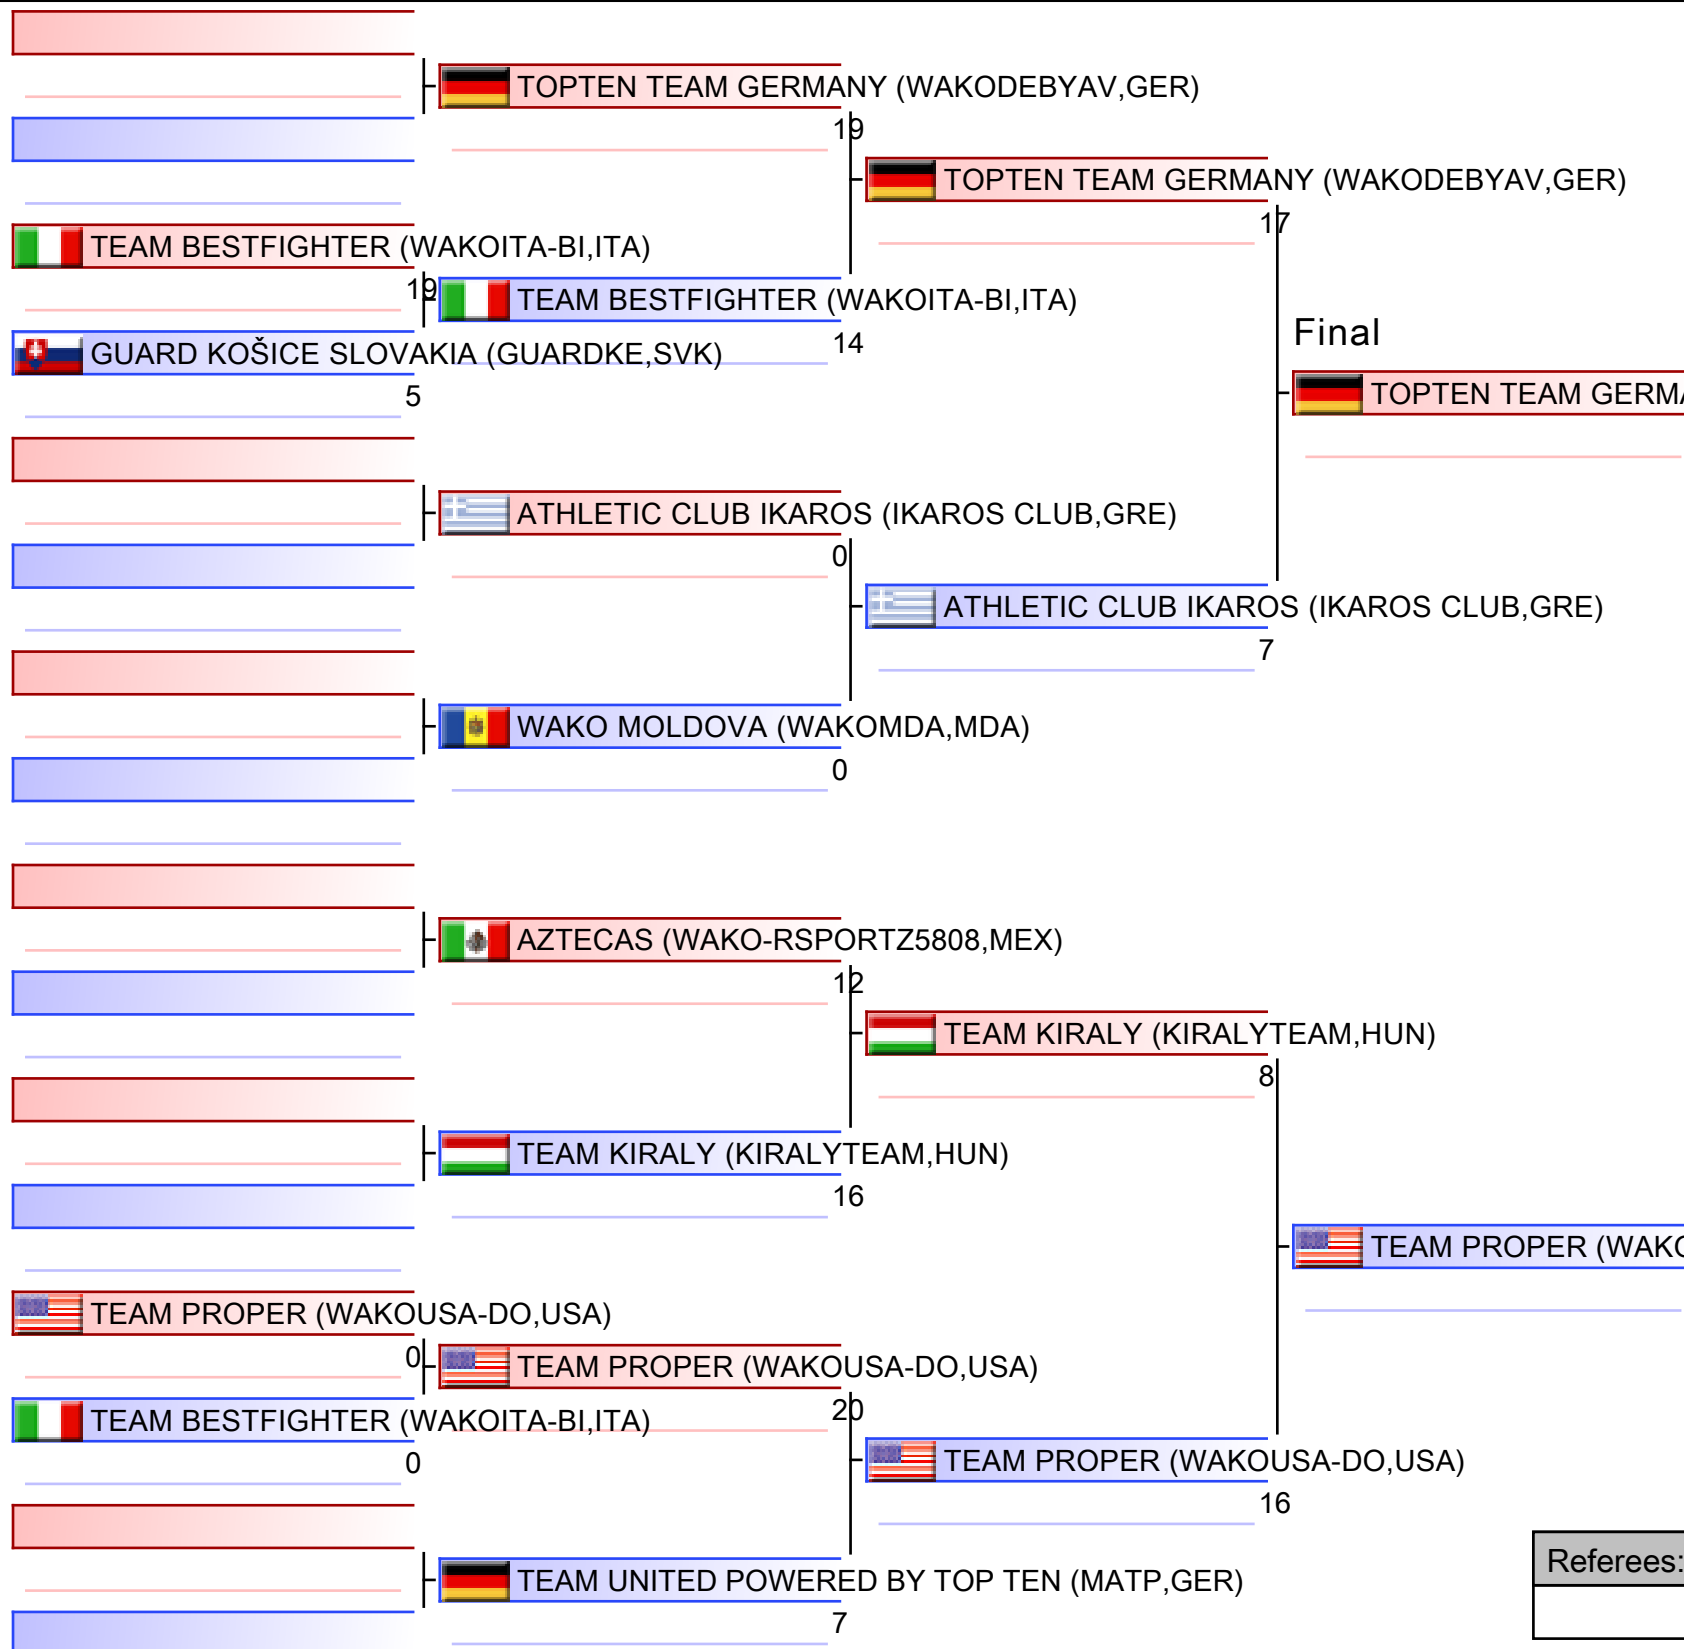 TOPTEN TEAM GERMANY (WAKODEBYAV,GER)
19
TOPTEN TEAM GERMANY (WAKODEBYAV,GER)
17
TEAM BESTFIGHTER (WAKOITA-BI,ITA)
19
TEAM BESTFIGHTER (WAKOITA-BI,ITA)
14
GUARD KOŠICE SLOVAKIA (GUARDKE,SVK)
5
Final
TOPTEN TEAM GERMA
ATHLETIC CLUB IKAROS (IKAROS CLUB,GRE)
0
ATHLETIC CLUB IKAROS (IKAROS CLUB,GRE)
7
WAKO MOLDOVA (WAKOMDA,MDA)
0
AZTECAS (WAKO-RSPORTZ5808,MEX)
12
TEAM KIRALY (KIRALYTEAM,HUN)
8
TEAM KIRALY (KIRALYTEAM,HUN)
16
TEAM PROPER (WAKO
TEAM PROPER (WAKOUSA-DO,USA)
0
TEAM PROPER (WAKOUSA-DO,USA)
20
TEAM BESTFIGHTER (WAKOITA-BI,ITA)
0
TEAM PROPER (WAKOUSA-DO,USA)
16
Referees:
TEAM UNITED POWERED BY TOP TEN (MATP,GER)
7